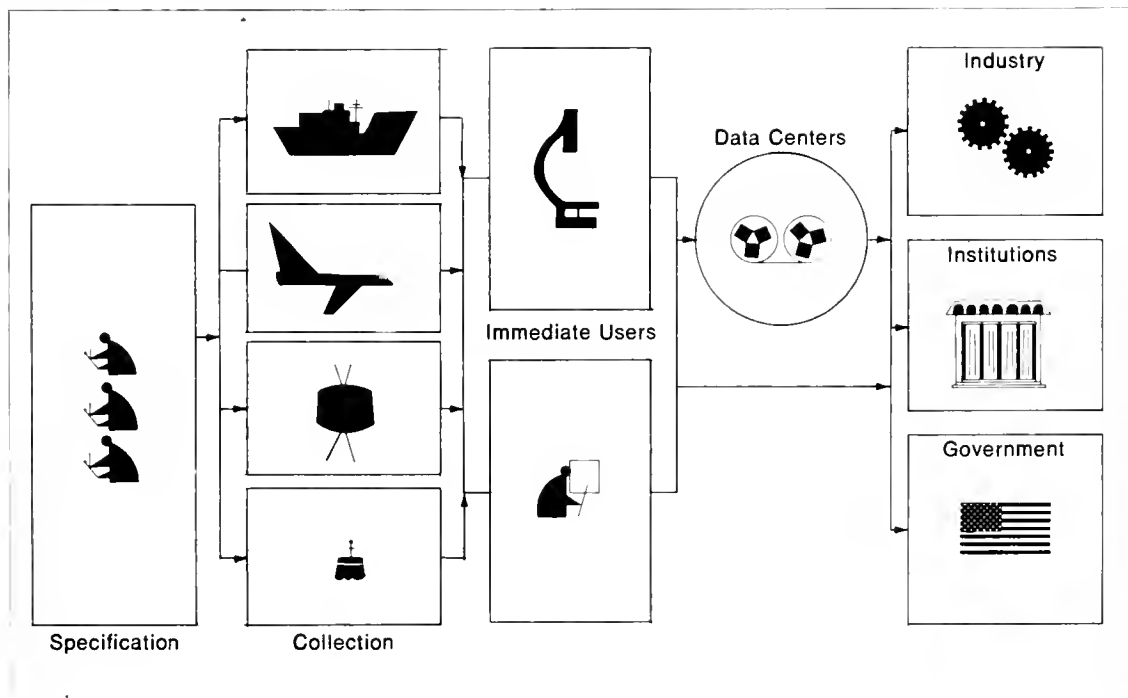 Specification
Collection
Immediate Users
Data Centers
Industry
Institutions
Government